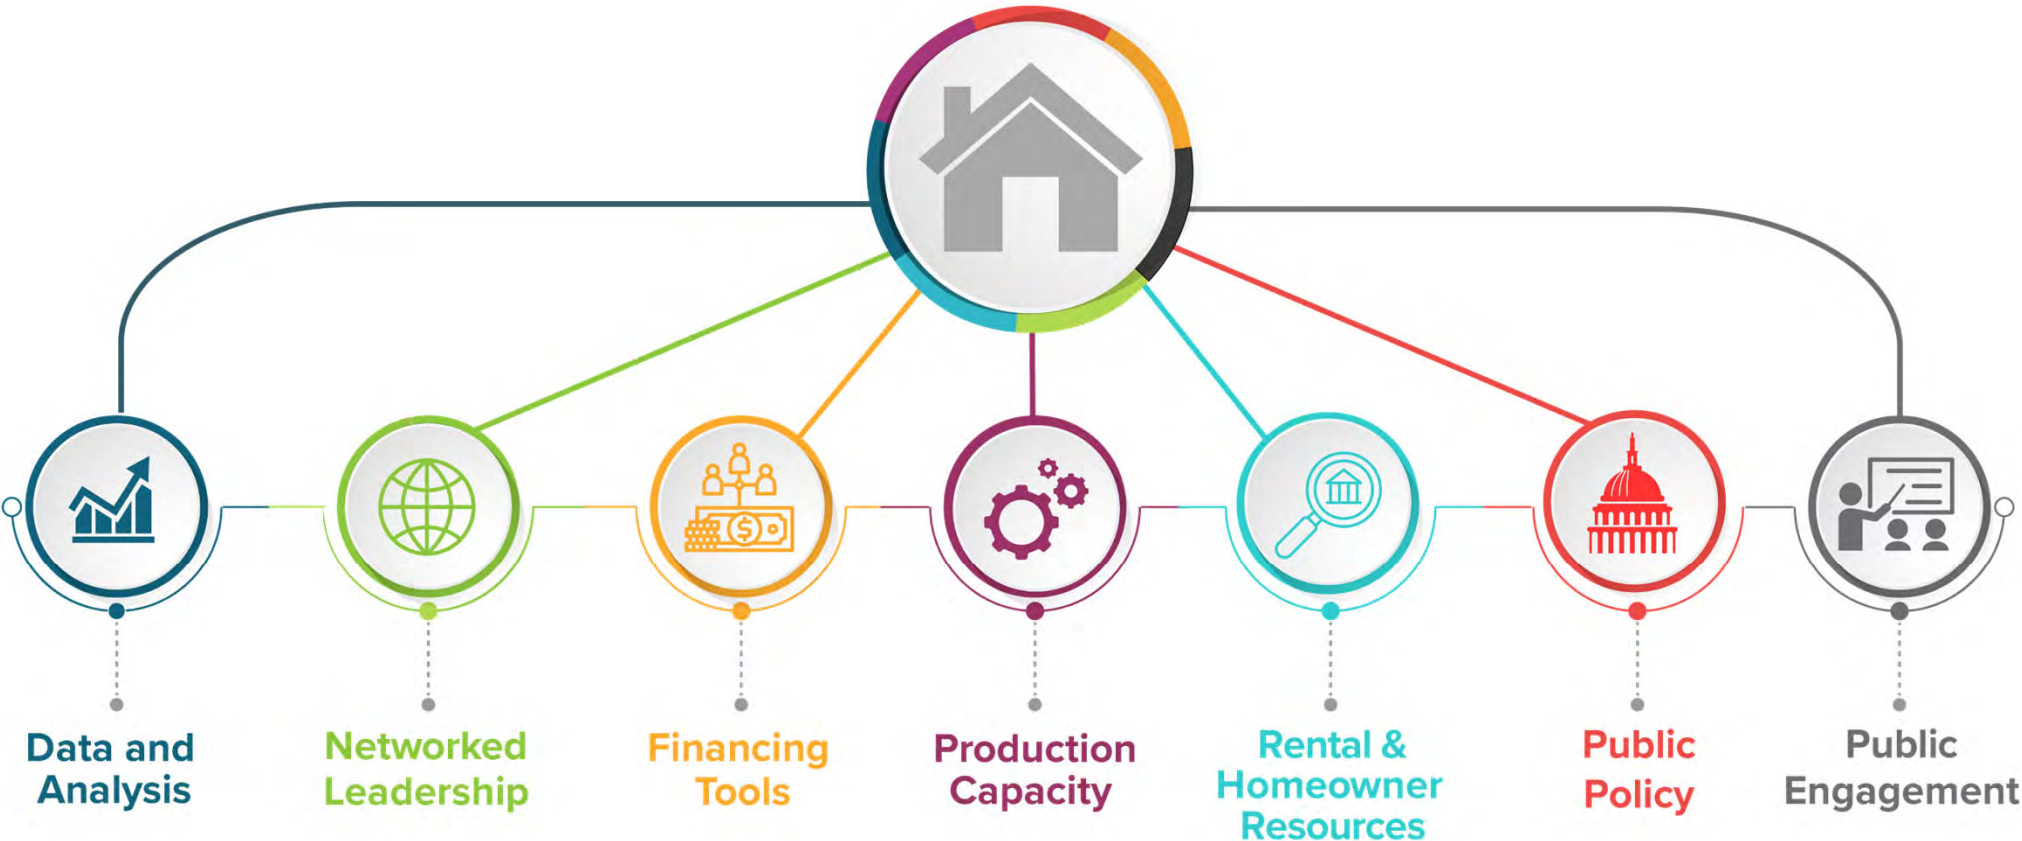 Data and
Analysis
Networked
Leadership
Financing
Tools
Production
Capacity
Rental &
Homeowner
Resources
Public
Policy
Public
Engagement